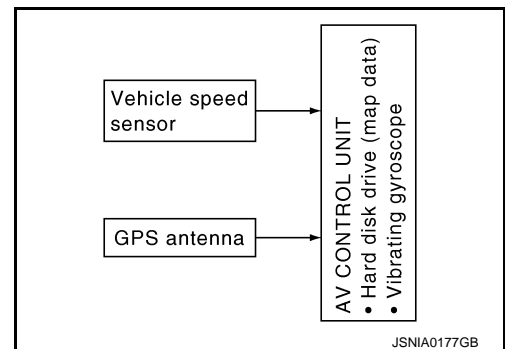 Vehicle speed
sensor
GPS antenna
AV CONTROL UNIT
• Hard disk drive (map data)
• Vibrating gyroscope
JSNIA0177GB